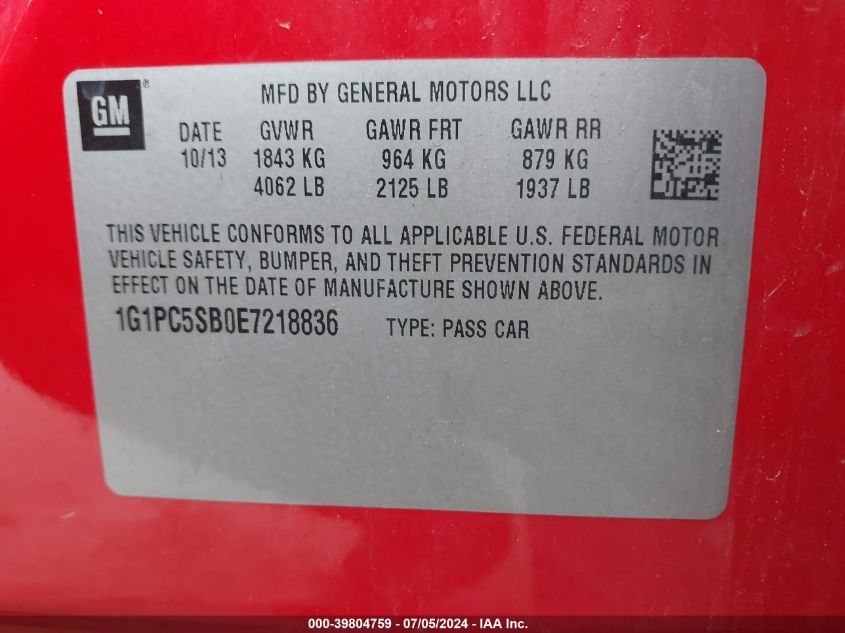 GM®
MFD BY GENERAL MOTORS LLC
DATE GVWR GAWR FRT GAWR RR
10/13 1843 KG 964 KG 879 KG
4062 LB 2125 LB 1937 LB
THIS VEHICLE CONFORMS TO ALL APPLICABLE U.S. FEDERAL MOTOR
VEHICLE SAFETY, BUMPER, AND THEFT PREVENTION STANDARDS IN
EFFECT ON THE DATE OF MANUFACTURE SHOWN ABOVE.
1G1PC5SB0E7218836 TYPE: PASS CAR
000-39804759 - 07/05/2024 - IAA Inc.